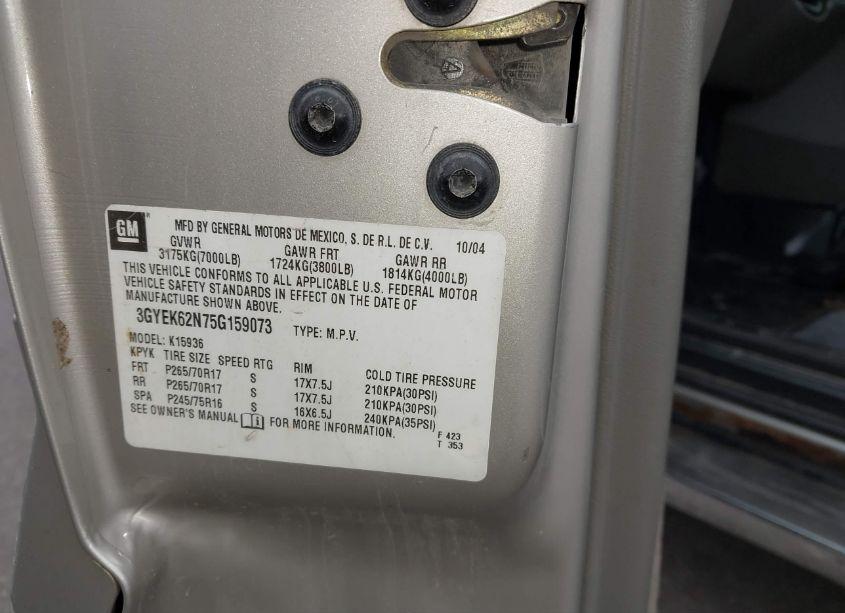 GM
MFD BY GENERAL MOTORS DE MEXICO, S. DE R.L. DE C.V. 10/04
GVWR GAWR FRT GAWR RR
3175KG(7000LB) 1724KG(3800LB) 1814KG(4000LB)
THIS VEHICLE CONFORMS TO ALL APPLICABLE U.S. FEDERAL MOTOR
VEHICLE SAFETY STANDARDS IN EFFECT ON THE DATE OF
MANUFACTURE SHOWN ABOVE.
3GYEK62N75G159073 TYPE: M.P.V.
MODEL: K15936
KPYK TIRE SIZE SPEED RTG RIM COLD TIRE PRESSURE
FRT P265/70R17 S 17X7.5J 210KPA(30PSI)
RR P265/70R17 S 17X7.5J 210KPA(30PSI)
SPA P245/75R16 S 16X6.5J 240KPA(35PSI)
SEE OWNER'S MANUAL FOR MORE INFORMATION.
F 423
T 353